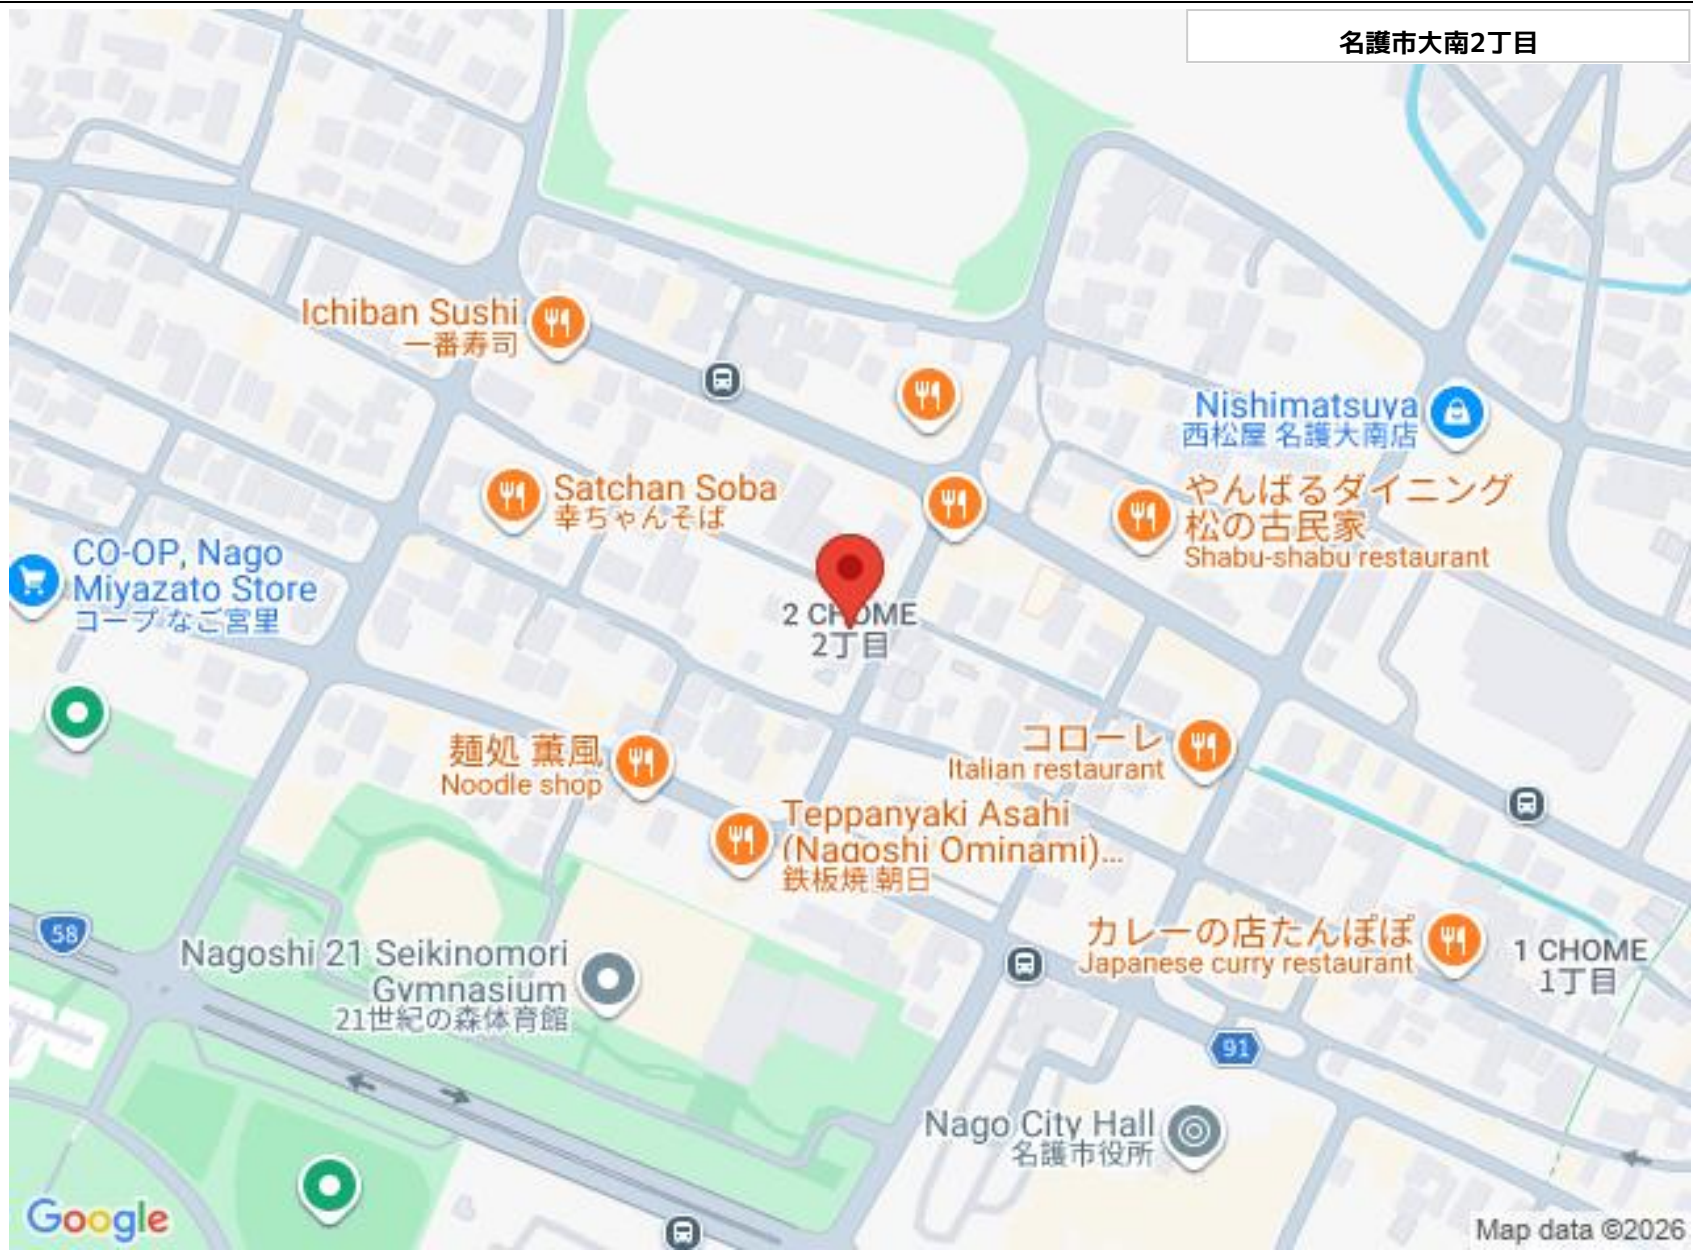 名護市大南2丁目
Ichiban Sushi
一番寿司
Nishimatsuya
西松屋 名護大南店
Satchan Soba
幸ちゃんそば
やんばるダイニング
松の古民家
Shabu-shabu restaurant
CO-OP, Nago
Miyazato Store
コープなご宮里
2 CHOME
2丁目
麺処 薫風
Noodle shop
コローレ
Italian restaurant
Teppanyaki Asahi
(Nagoshi Ominami)...
鉄板焼 朝日
58
Nagoshi 21 Seikinomori
Gymnasium
21世紀の森体育館
カレーの店たんぽぽ
Japanese curry restaurant
1 CHOME
1丁目
91
Nago City Hall
名護市役所
Google
Map data ©2026